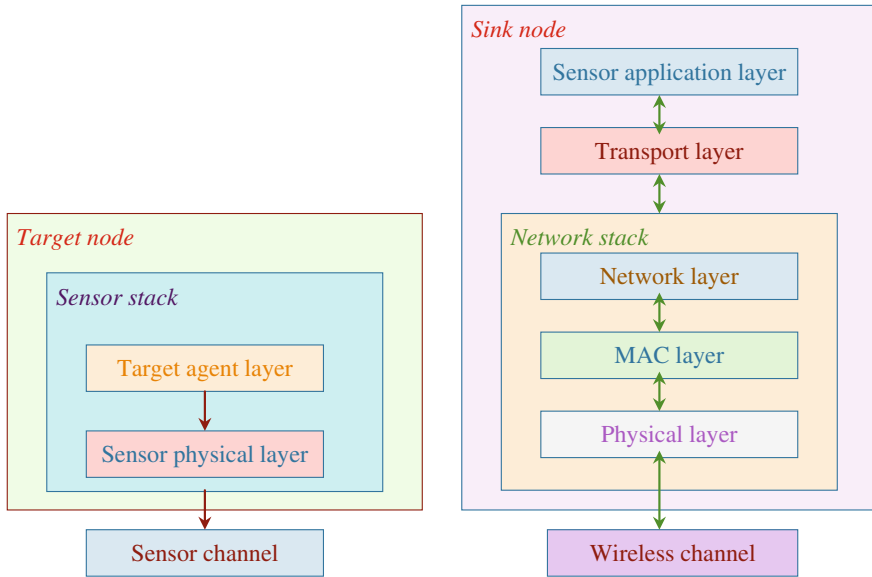 Target node
Sensor stack
Target agent layer
Sensor physical layer
Sensor channel
Sink node
Sensor application layer
Transport layer
Network stack
Network layer
MAC layer
Physical layer
Wireless channel